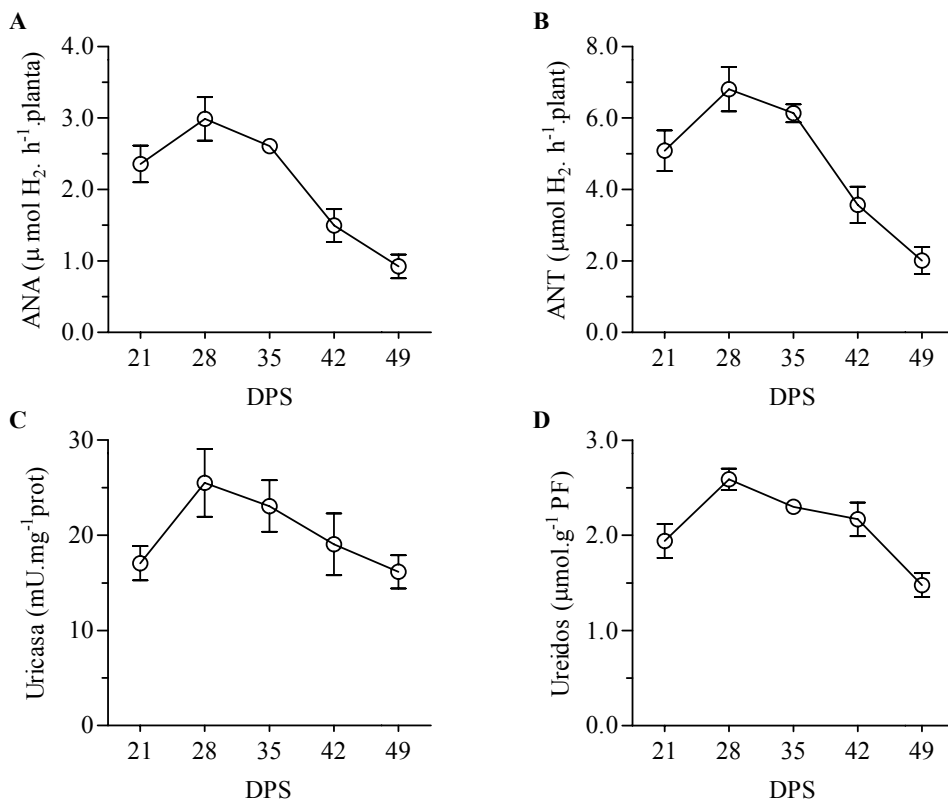 A
ANA (μ mol H₂. h⁻¹.planta)
4.0
3.0
2.0
1.0
0.0
21 28 35 42 49
DPS
B
ANT (μmol H₂. h⁻¹.plant)
8.0
6.0
4.0
2.0
0.0
21 28 35 42 49
DPS
C
Uricasa (mU.mg⁻¹prot)
30
20
10
0
21 28 35 42 49
DPS
D
Ureidos (μmol.g⁻¹ PF)
3.0
2.0
1.0
0.0
21 28 35 42 49
DPS